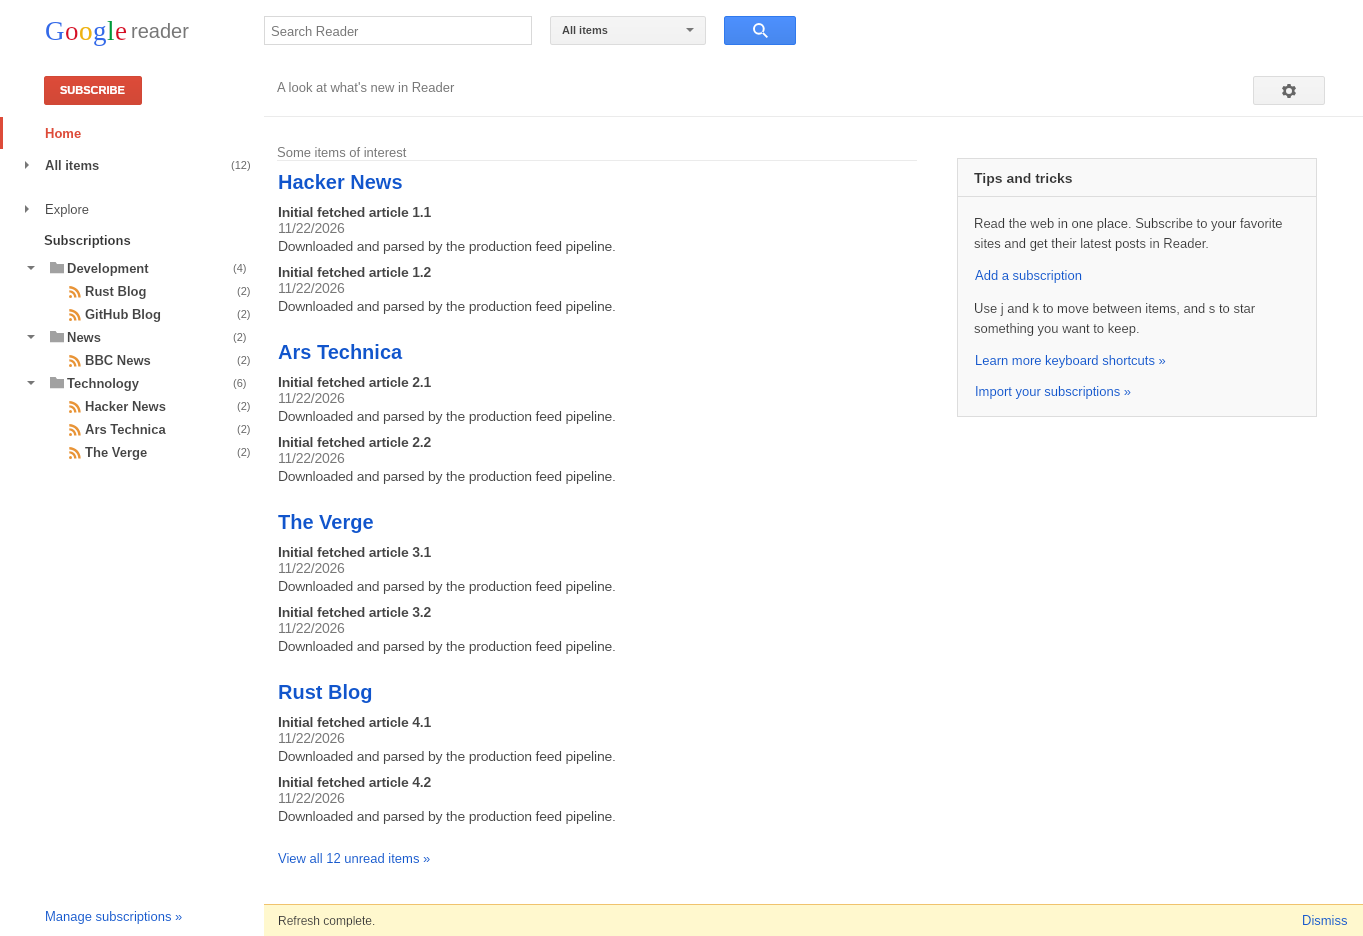 Google reader
Search Reader
All items
SUBSCRIBE
A look at what's new in Reader
Home
All items (12)
Explore
Subscriptions
Development (4)
Rust Blog (2)
GitHub Blog (2)
News (2)
BBC News (2)
Technology (6)
Hacker News (2)
Ars Technica (2)
The Verge (2)
Manage subscriptions »
Some items of interest
Hacker News
Initial fetched article 1.1
11/22/2026
Downloaded and parsed by the production feed pipeline.
Initial fetched article 1.2
11/22/2026
Downloaded and parsed by the production feed pipeline.
Ars Technica
Initial fetched article 2.1
11/22/2026
Downloaded and parsed by the production feed pipeline.
Initial fetched article 2.2
11/22/2026
Downloaded and parsed by the production feed pipeline.
The Verge
Initial fetched article 3.1
11/22/2026
Downloaded and parsed by the production feed pipeline.
Initial fetched article 3.2
11/22/2026
Downloaded and parsed by the production feed pipeline.
Rust Blog
Initial fetched article 4.1
11/22/2026
Downloaded and parsed by the production feed pipeline.
Initial fetched article 4.2
11/22/2026
Downloaded and parsed by the production feed pipeline.
View all 12 unread items »
Tips and tricks
Read the web in one place. Subscribe to your favorite
sites and get their latest posts in Reader.
Add a subscription
Use j and k to move between items, and s to star
something you want to keep.
Learn more keyboard shortcuts »
Import your subscriptions »
Refresh complete.
Dismiss